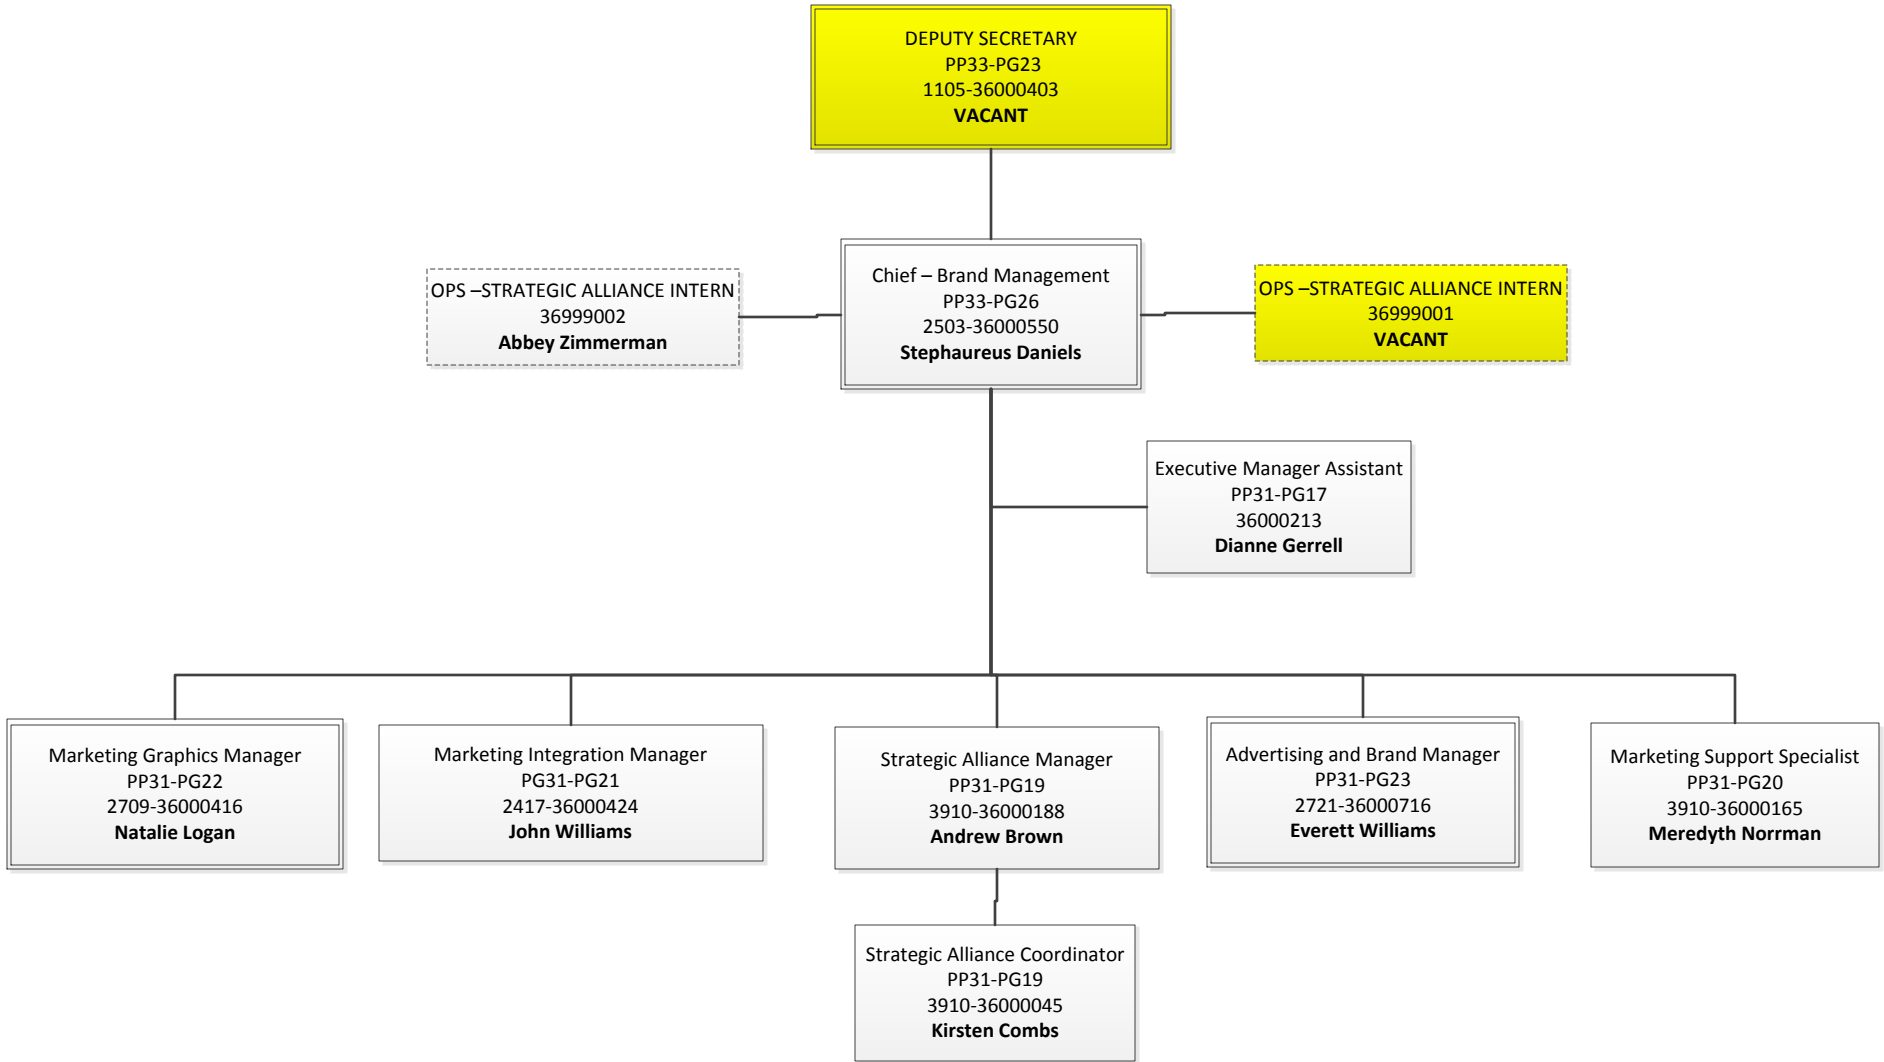 DEPUTY SECRETARY
PP33-PG23
1105-36000403
VACANT
OPS –STRATEGIC ALLIANCE INTERN
36999002
Abbey Zimmerman
Chief – Brand Management
PP33-PG26
2503-36000550
Stephaureus Daniels
OPS –STRATEGIC ALLIANCE INTERN
36999001
VACANT
Executive Manager Assistant
PP31-PG17
36000213
Dianne Gerrell
Marketing Graphics Manager
PP31-PG22
2709-36000416
Natalie Logan
Marketing Integration Manager
PG31-PG21
2417-36000424
John Williams
Strategic Alliance Manager
PP31-PG19
3910-36000188
Andrew Brown
Advertising and Brand Manager
PP31-PG23
2721-36000716
Everett Williams
Marketing Support Specialist
PP31-PG20
3910-36000165
Meredyth Norrman
Strategic Alliance Coordinator
PP31-PG19
3910-36000045
Kirsten Combs